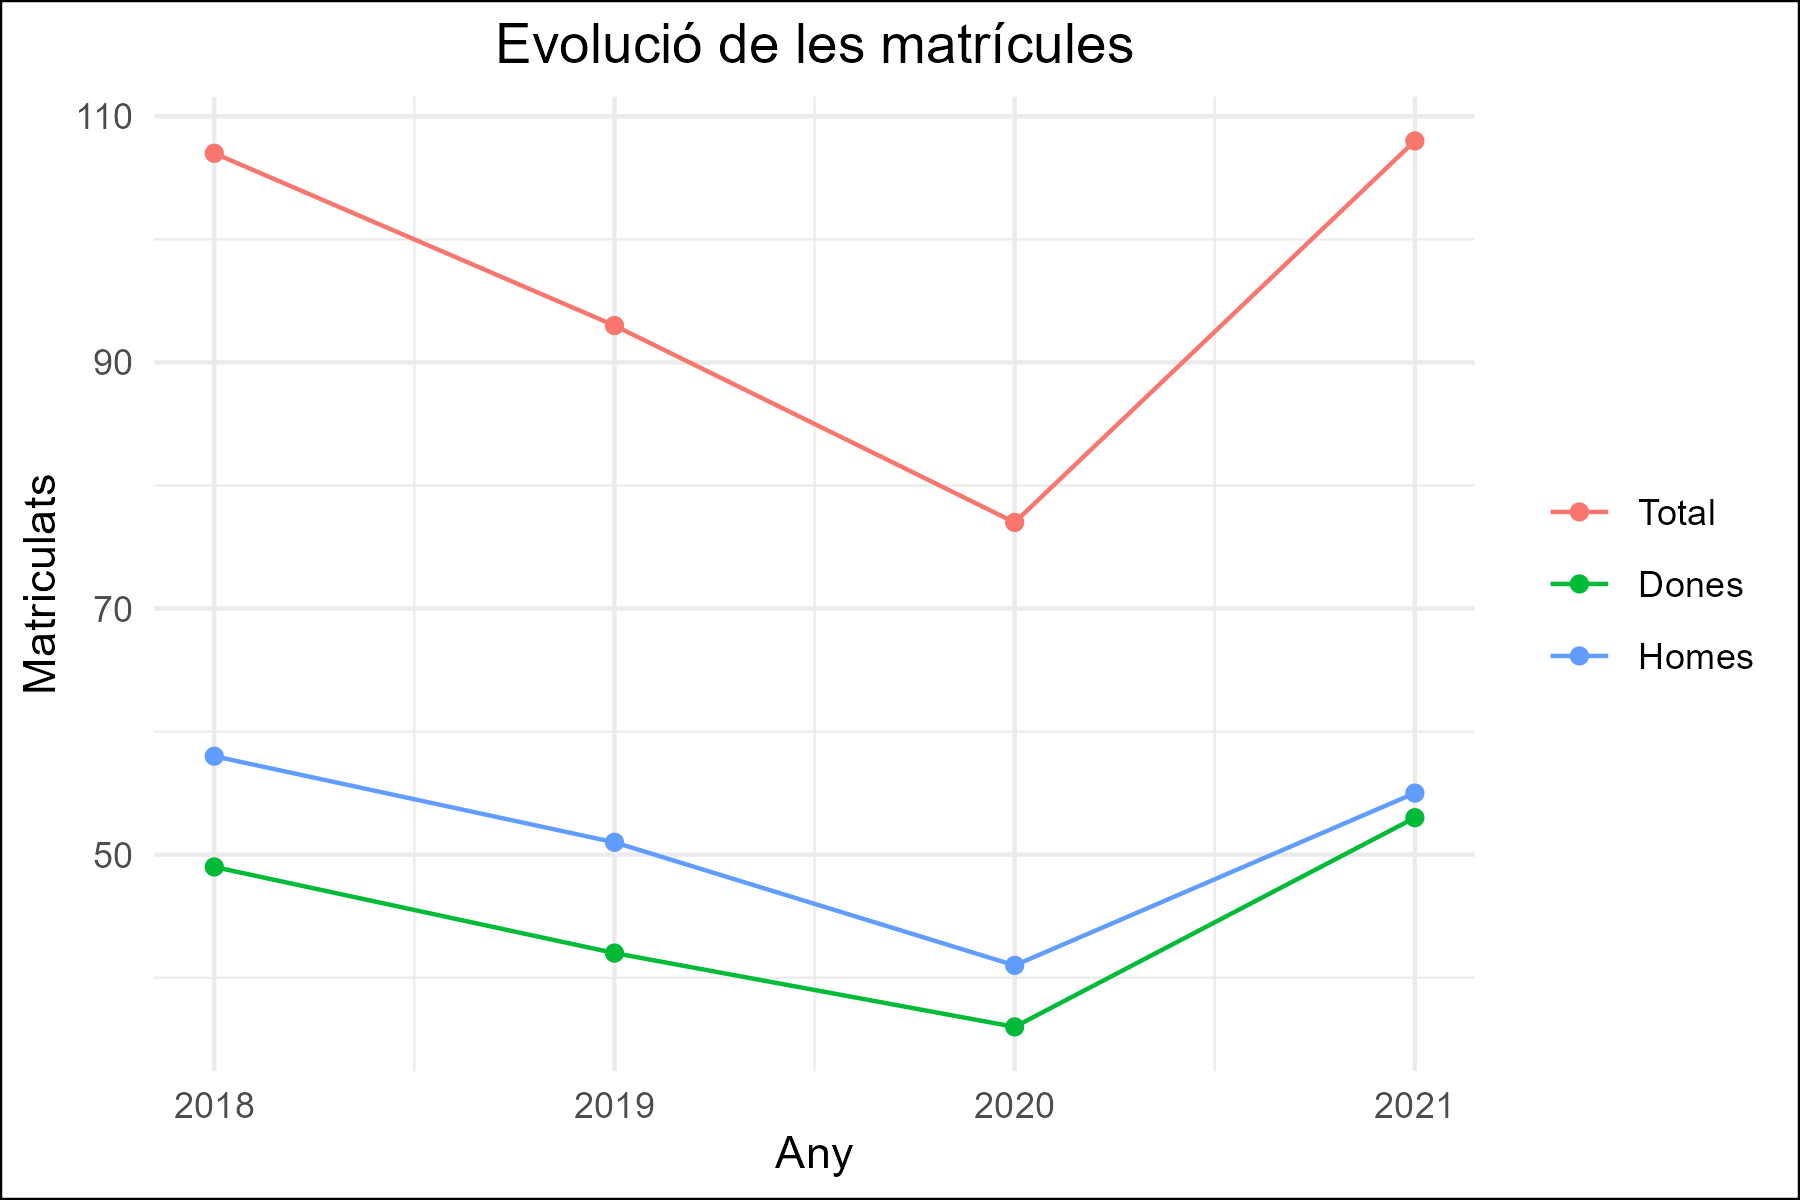 Evolució de les matrícules
110
90
70
50
Matriculats
2018
2019
2020
2021
Any
Total
Dones
Homes